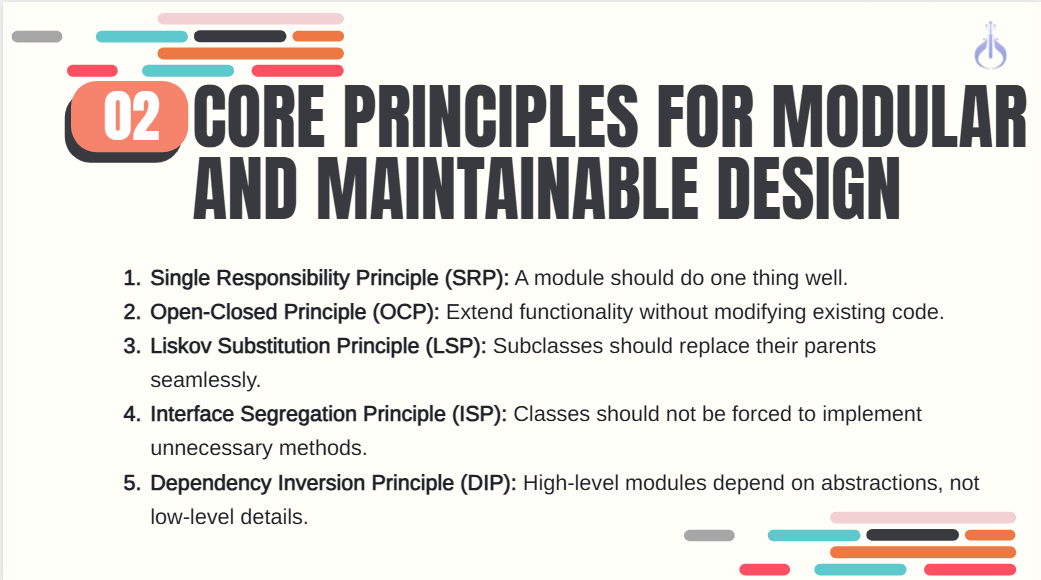 02
CORE PRINCIPLES FOR MODULAR
AND MAINTAINABLE DESIGN
1. Single Responsibility Principle (SRP): A module should do one thing well.
2. Open-Closed Principle (OCP): Extend functionality without modifying existing code.
3. Liskov Substitution Principle (LSP): Subclasses should replace their parents
seamlessly.
4. Interface Segregation Principle (ISP): Classes should not be forced to implement
unnecessary methods.
5. Dependency Inversion Principle (DIP): High-level modules depend on abstractions, not
low-level details.